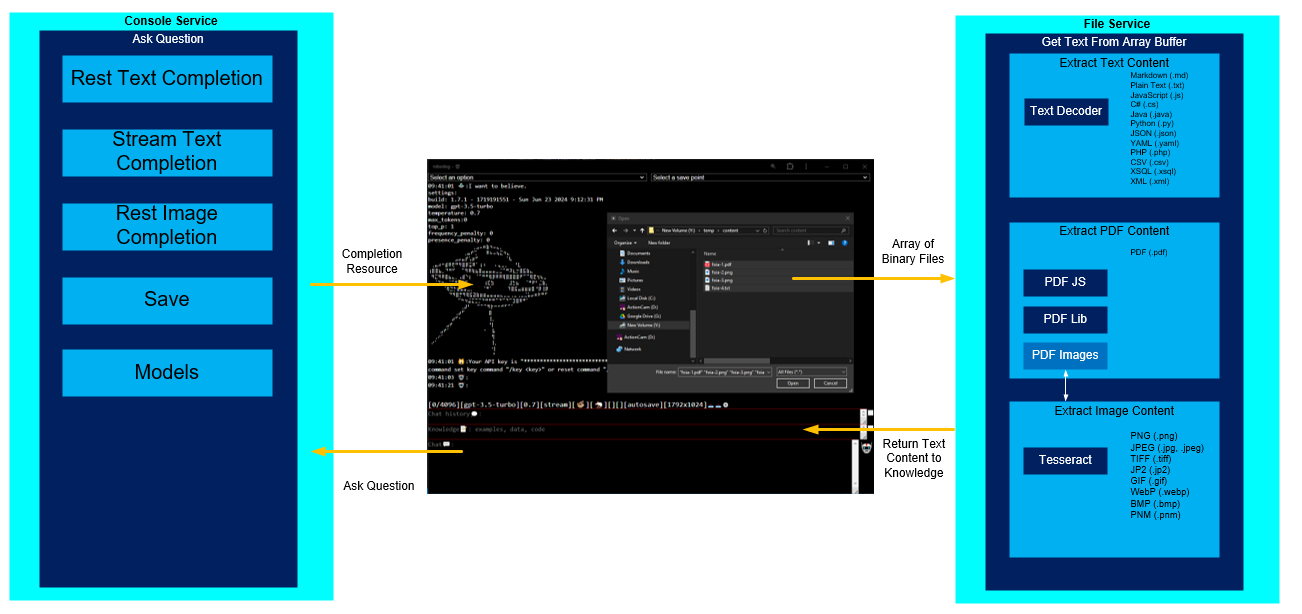 Console Service
Ask Question
Rest Text Completion
Stream Text
Completion
Rest Image
Completion
Save
Models
Completion
Resource
Ask Question
Select an option
Select a save point
09:41:01 :I want to believe.
settings:
build: 1.7.1 - 1719191551 - Sun Jun 23 2024 9:12:31 PM
model: gpt-3.5-turbo
temperature: 0.7
max_tokens:0
top_p: 1
frequency_penalty: 0
presence_penalty: 0
09:41:01 :Your API key is "**************************
command set key command "/key <key>" or reset command "
09:41:03 :
09:41:21 :
[0/4096][gpt-3.5-turbo][0.7][stream][][][][][autosave][1792x1024]
Chat history:
Knowledge: examples, data, code
Chat:
Open
New Volume (Y:) › temp › content
Search content
Organize
New folder
Documents
Downloads
Music
Pictures
Videos
Local Disk (C:)
ActionCam (D:)
Google Drive (G:)
New Volume (Y:)
ActionCam (D:)
Network
Name
foia-1.pdf
foia-2.png
foia-3.png
foia-4.txt
File name:
"foia-1.pdf" "foia-2.png" "foia-3.png" "foia
All Files (*.*)
Open
Cancel
Array of
Binary Files
Return Text
Content to
Knowledge
File Service
Get Text From Array Buffer
Extract Text Content
Text Decoder
Markdown (.md)
Plain Text (.txt)
JavaScript (.js)
C# (.cs)
Java (.java)
Python (.py)
JSON (.json)
YAML (.yaml)
PHP (.php)
CSV (.csv)
XSQL (.xsql)
XML (.xml)
Extract PDF Content
PDF (.pdf)
PDF JS
PDF Lib
PDF Images
Extract Image Content
Tesseract
PNG (.png)
JPEG (.jpg, .jpeg)
TIFF (.tiff)
JP2 (.jp2)
GIF (.gif)
WebP (.webp)
BMP (.bmp)
PNM (.pnm)